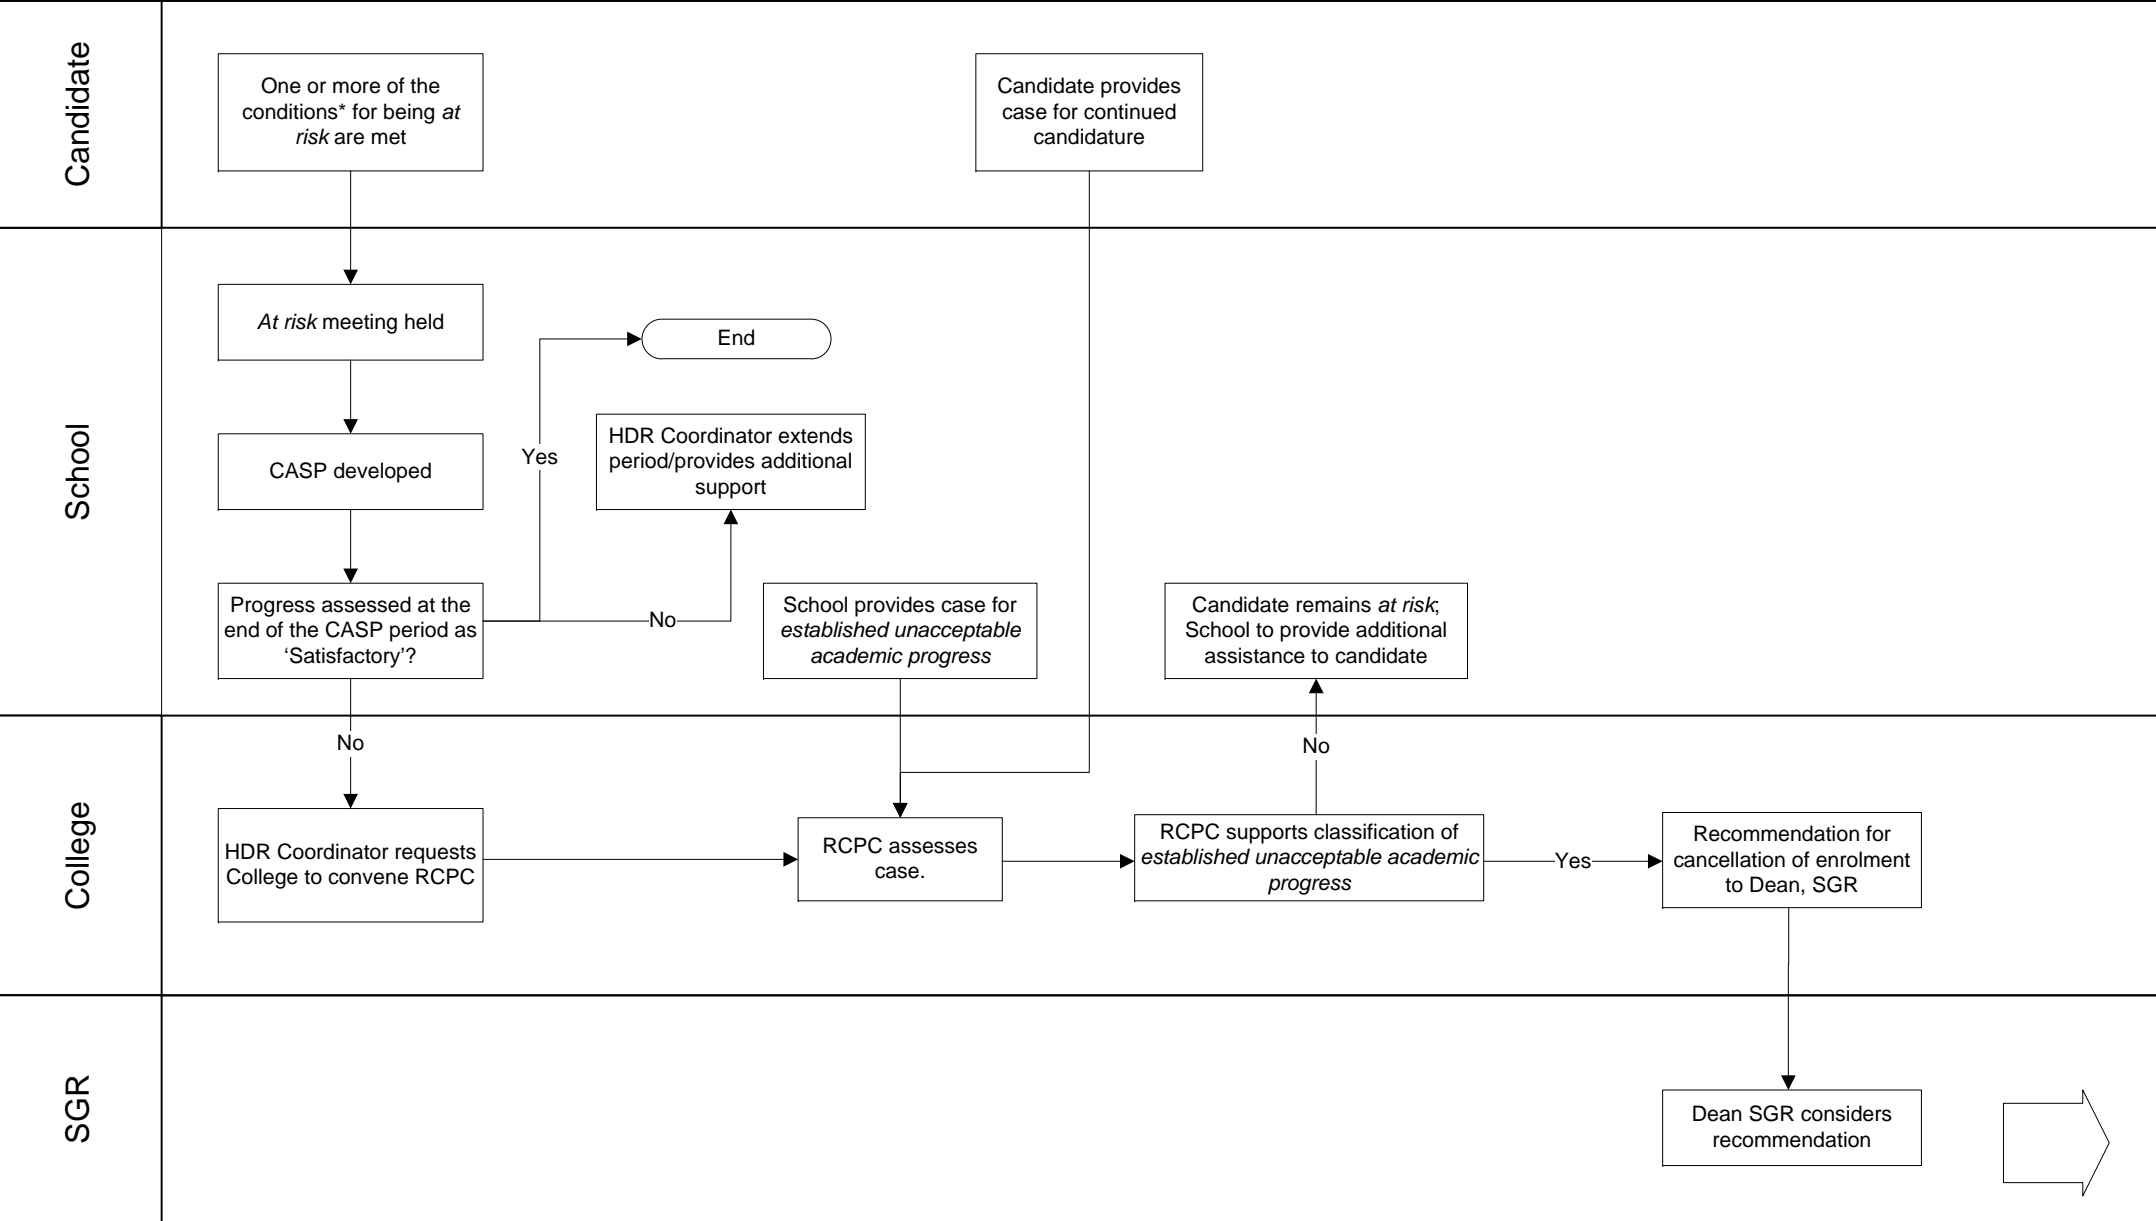 Candidate
One or more of the
conditions* for being at
risk are met
Candidate provides
case for continued
candidature
School
At risk meeting held
End
CASP developed
Yes
HDR Coordinator extends
period/provides additional
support
Progress assessed at the
end of the CASP period as
‘Satisfactory’?
No
School provides case for
established unacceptable
academic progress
Candidate remains at risk;
School to provide additional
assistance to candidate
College
No
No
HDR Coordinator requests
College to convene RCPC
RCPC assesses
case.
RCPC supports classification of
established unacceptable academic
progress
Yes
Recommendation for
cancellation of enrolment
to Dean, SGR
SGR
Dean SGR considers
recommendation